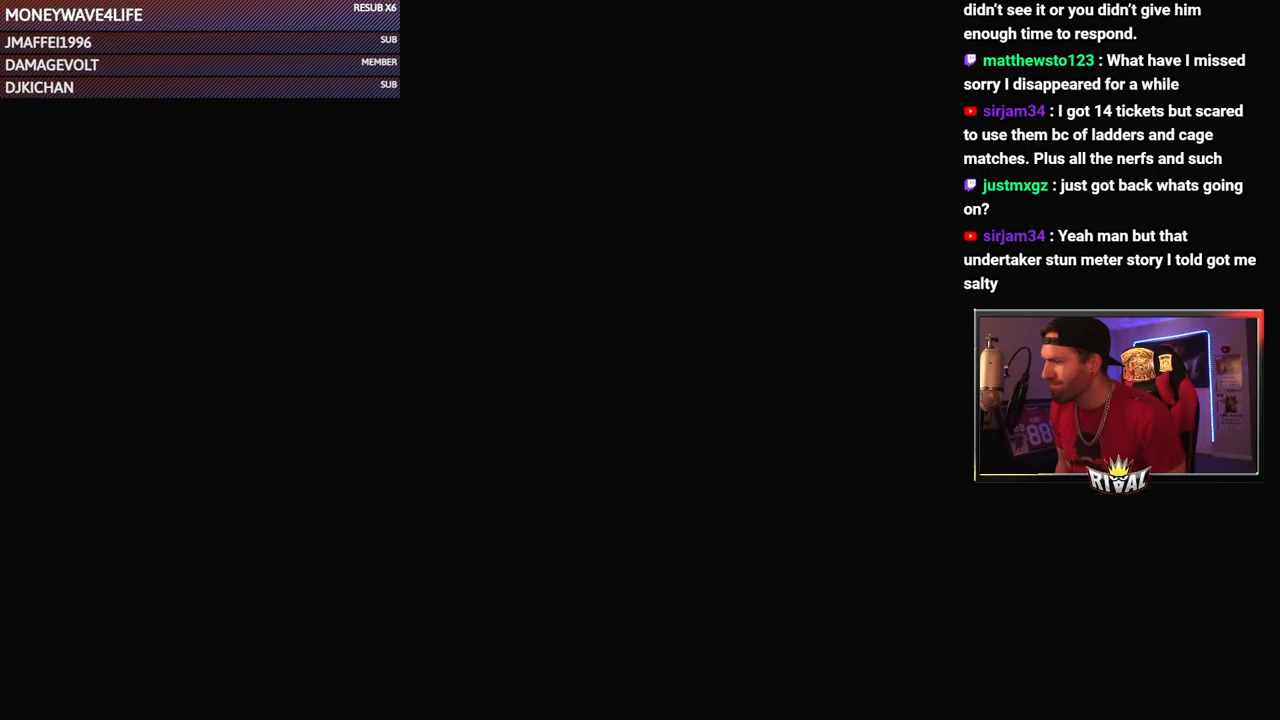 MONEYWAVE4LIFE RESUB X6
JMAFFEI1996 SUB
DAMAGEVOLT MEMBER
DJKICHAN SUB
didn't see it or you didn't give him
enough time to respond.
matthewsto123 : What have I missed
sorry I disappeared for a while
sirjam34 : I got 14 tickets but scared
to use them bc of ladders and cage
matches. Plus all the nerfs and such
justmxgz : just got back whats going
on?
sirjam34 : Yeah man but that
undertaker stun meter story I told got me
salty
88
RIVAL